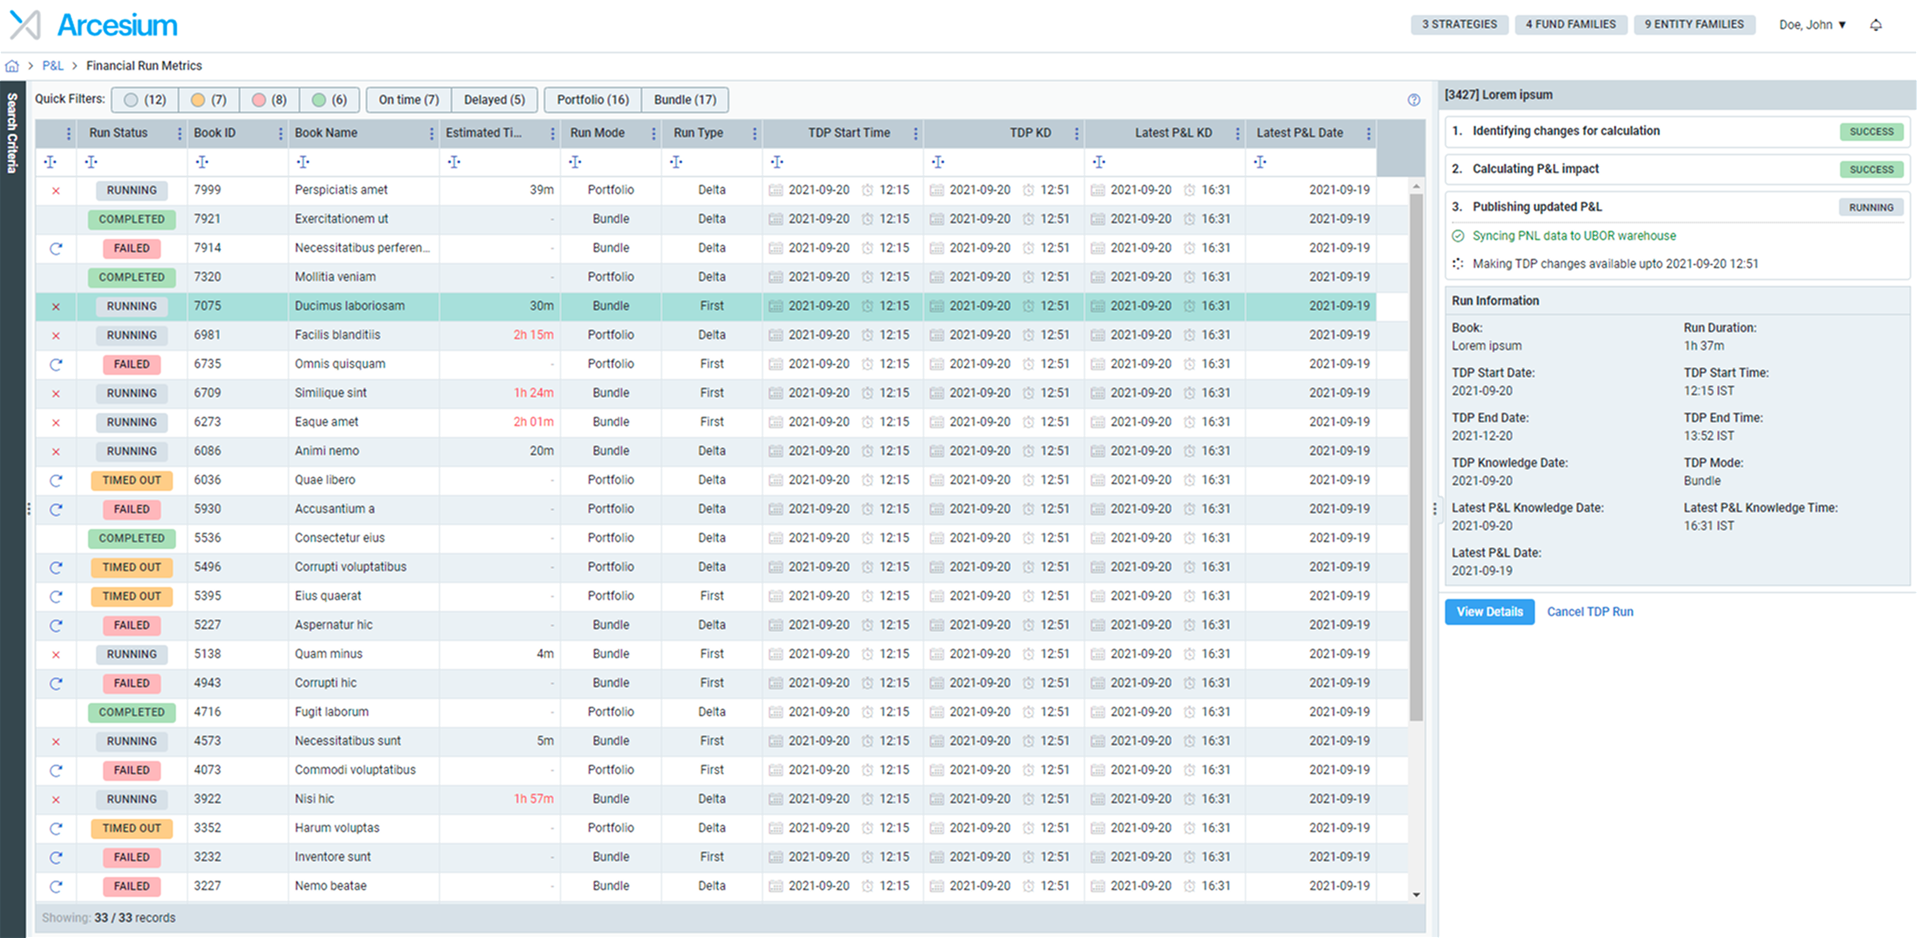 Arcesium
3 STRATEGIES 4 FUND FAMILIES 9 ENTITY FAMILIES Doe, John
> P&L > Financial Run Metrics
Search Criteria
Quick Filters: (12) (7) (8) (6) On time (7) Delayed (5) Portfolio (16) Bundle (17)
Run Status Book ID Book Name Estimated Ti... Run Mode Run Type TDP Start Time TDP KD Latest P&L KD Latest P&L Date
RUNNING 7999 Perspiciatis amet 39m Portfolio Delta 2021-09-20 12:15 2021-09-20 12:51 2021-09-20 16:31 2021-09-19
COMPLETED 7921 Exercitationem ut - Bundle Delta 2021-09-20 12:15 2021-09-20 12:51 2021-09-20 16:31 2021-09-19
FAILED 7914 Necessitatibus perferen... - Bundle Delta 2021-09-20 12:15 2021-09-20 12:51 2021-09-20 16:31 2021-09-19
COMPLETED 7320 Mollitia veniam - Portfolio Delta 2021-09-20 12:15 2021-09-20 12:51 2021-09-20 16:31 2021-09-19
RUNNING 7075 Ducimus laboriosam 30m Bundle First 2021-09-20 12:15 2021-09-20 12:51 2021-09-20 16:31 2021-09-19
RUNNING 6981 Facilis blanditiis 2h 15m Portfolio Delta 2021-09-20 12:15 2021-09-20 12:51 2021-09-20 16:31 2021-09-19
FAILED 6735 Omnis quisquam - Portfolio First 2021-09-20 12:15 2021-09-20 12:51 2021-09-20 16:31 2021-09-19
RUNNING 6709 Similique sint 1h 24m Bundle First 2021-09-20 12:15 2021-09-20 12:51 2021-09-20 16:31 2021-09-19
RUNNING 6273 Eaque amet 2h 01m Bundle First 2021-09-20 12:15 2021-09-20 12:51 2021-09-20 16:31 2021-09-19
RUNNING 6086 Animi nemo 20m Bundle Delta 2021-09-20 12:15 2021-09-20 12:51 2021-09-20 16:31 2021-09-19
TIMED OUT 6036 Quae libero - Portfolio Delta 2021-09-20 12:15 2021-09-20 12:51 2021-09-20 16:31 2021-09-19
FAILED 5930 Accusantium a - Portfolio Delta 2021-09-20 12:15 2021-09-20 12:51 2021-09-20 16:31 2021-09-19
COMPLETED 5536 Consectetur eius - Portfolio Delta 2021-09-20 12:15 2021-09-20 12:51 2021-09-20 16:31 2021-09-19
TIMED OUT 5496 Corrupti voluptatibus - Portfolio Delta 2021-09-20 12:15 2021-09-20 12:51 2021-09-20 16:31 2021-09-19
TIMED OUT 5395 Eius quaerat - Portfolio First 2021-09-20 12:15 2021-09-20 12:51 2021-09-20 16:31 2021-09-19
FAILED 5227 Aspernatur hic - Bundle Delta 2021-09-20 12:15 2021-09-20 12:51 2021-09-20 16:31 2021-09-19
RUNNING 5138 Quam minus 4m Bundle First 2021-09-20 12:15 2021-09-20 12:51 2021-09-20 16:31 2021-09-19
FAILED 4943 Corrupti hic - Bundle First 2021-09-20 12:15 2021-09-20 12:51 2021-09-20 16:31 2021-09-19
COMPLETED 4716 Fugit laborum - Portfolio Delta 2021-09-20 12:15 2021-09-20 12:51 2021-09-20 16:31 2021-09-19
RUNNING 4573 Necessitatibus sunt 5m Bundle First 2021-09-20 12:15 2021-09-20 12:51 2021-09-20 16:31 2021-09-19
FAILED 4073 Commodi voluptatibus - Portfolio First 2021-09-20 12:15 2021-09-20 12:51 2021-09-20 16:31 2021-09-19
RUNNING 3922 Nisi hic 1h 57m Bundle Delta 2021-09-20 12:15 2021-09-20 12:51 2021-09-20 16:31 2021-09-19
TIMED OUT 3352 Harum voluptas - Portfolio Delta 2021-09-20 12:15 2021-09-20 12:51 2021-09-20 16:31 2021-09-19
FAILED 3232 Inventore sunt - Bundle First 2021-09-20 12:15 2021-09-20 12:51 2021-09-20 16:31 2021-09-19
FAILED 3227 Nemo beatae - Bundle Delta 2021-09-20 12:15 2021-09-20 12:51 2021-09-20 16:31 2021-09-19
Showing: 33 / 33 records
[3427] Lorem ipsum
1. Identifying changes for calculation SUCCESS
2. Calculating P&L impact SUCCESS
3. Publishing updated P&L RUNNING
Syncing PNL data to UBOR warehouse
Making TDP changes available upto 2021-09-20 12:51
Run Information
Book: Run Duration:
Lorem ipsum 1h 37m
TDP Start Date: TDP Start Time:
2021-09-20 12:15 IST
TDP End Date: TDP End Time:
2021-12-20 13:52 IST
TDP Knowledge Date: TDP Mode:
2021-09-20 Bundle
Latest P&L Knowledge Date: Latest P&L Knowledge Time:
2021-09-20 16:31 IST
Latest P&L Date:
2021-09-19
View Details Cancel TDP Run